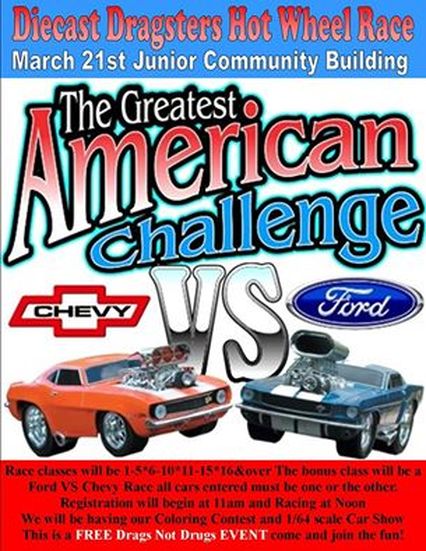 Diecast Dragsters Hot Wheel Race
March 21st Junior Community Building
The Greatest
American
Challenge
VS
CHEVY
Ford
Race classes will be 1-5*6-10*11-15*16&over The bonus class will be a
Ford VS Chevy Race all cars entered must be one or the other.
Registration will begin at 11am and Racing at Noon
We will be having our Coloring Contest and 1/64 scale Car Show
This is a FREE Drags Not Drugs EVENT come and join the fun!